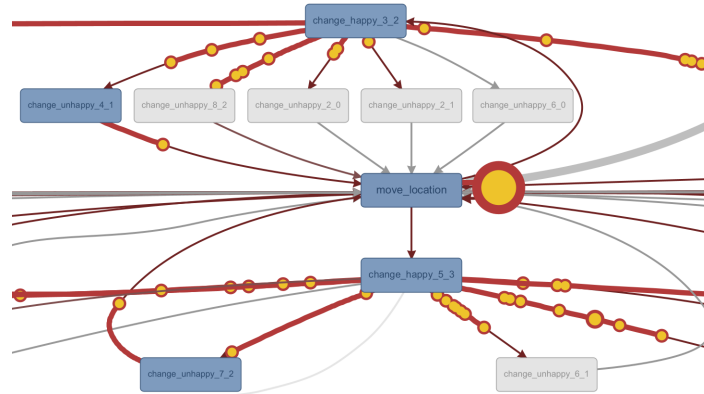 change_happy_3_2
change_unhappy_4_1
change_unhappy_8_2
change_unhappy_2_0
change_unhappy_2_1
change_unhappy_6_0
move_location
change_happy_5_3
change_unhappy_7_2
change_unhappy_6_1